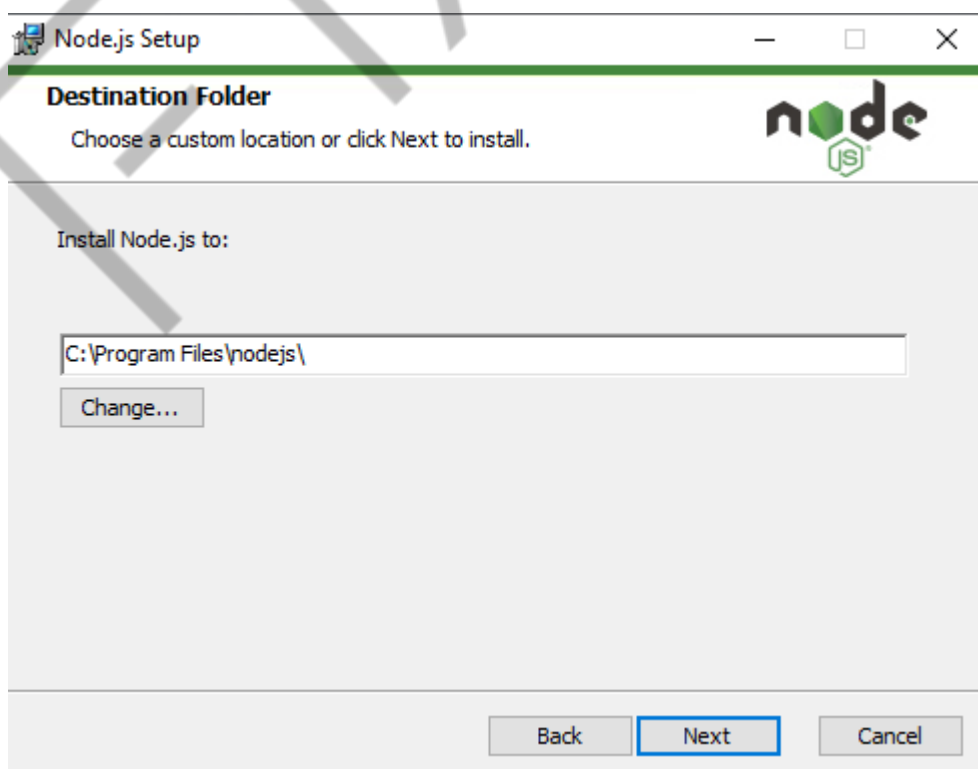 Node.js Setup
Destination Folder
Choose a custom location or click Next to install.
node
JS
Install Node.js to:
C:\Program Files\nodejs\
Change...
Back
Next
Cancel